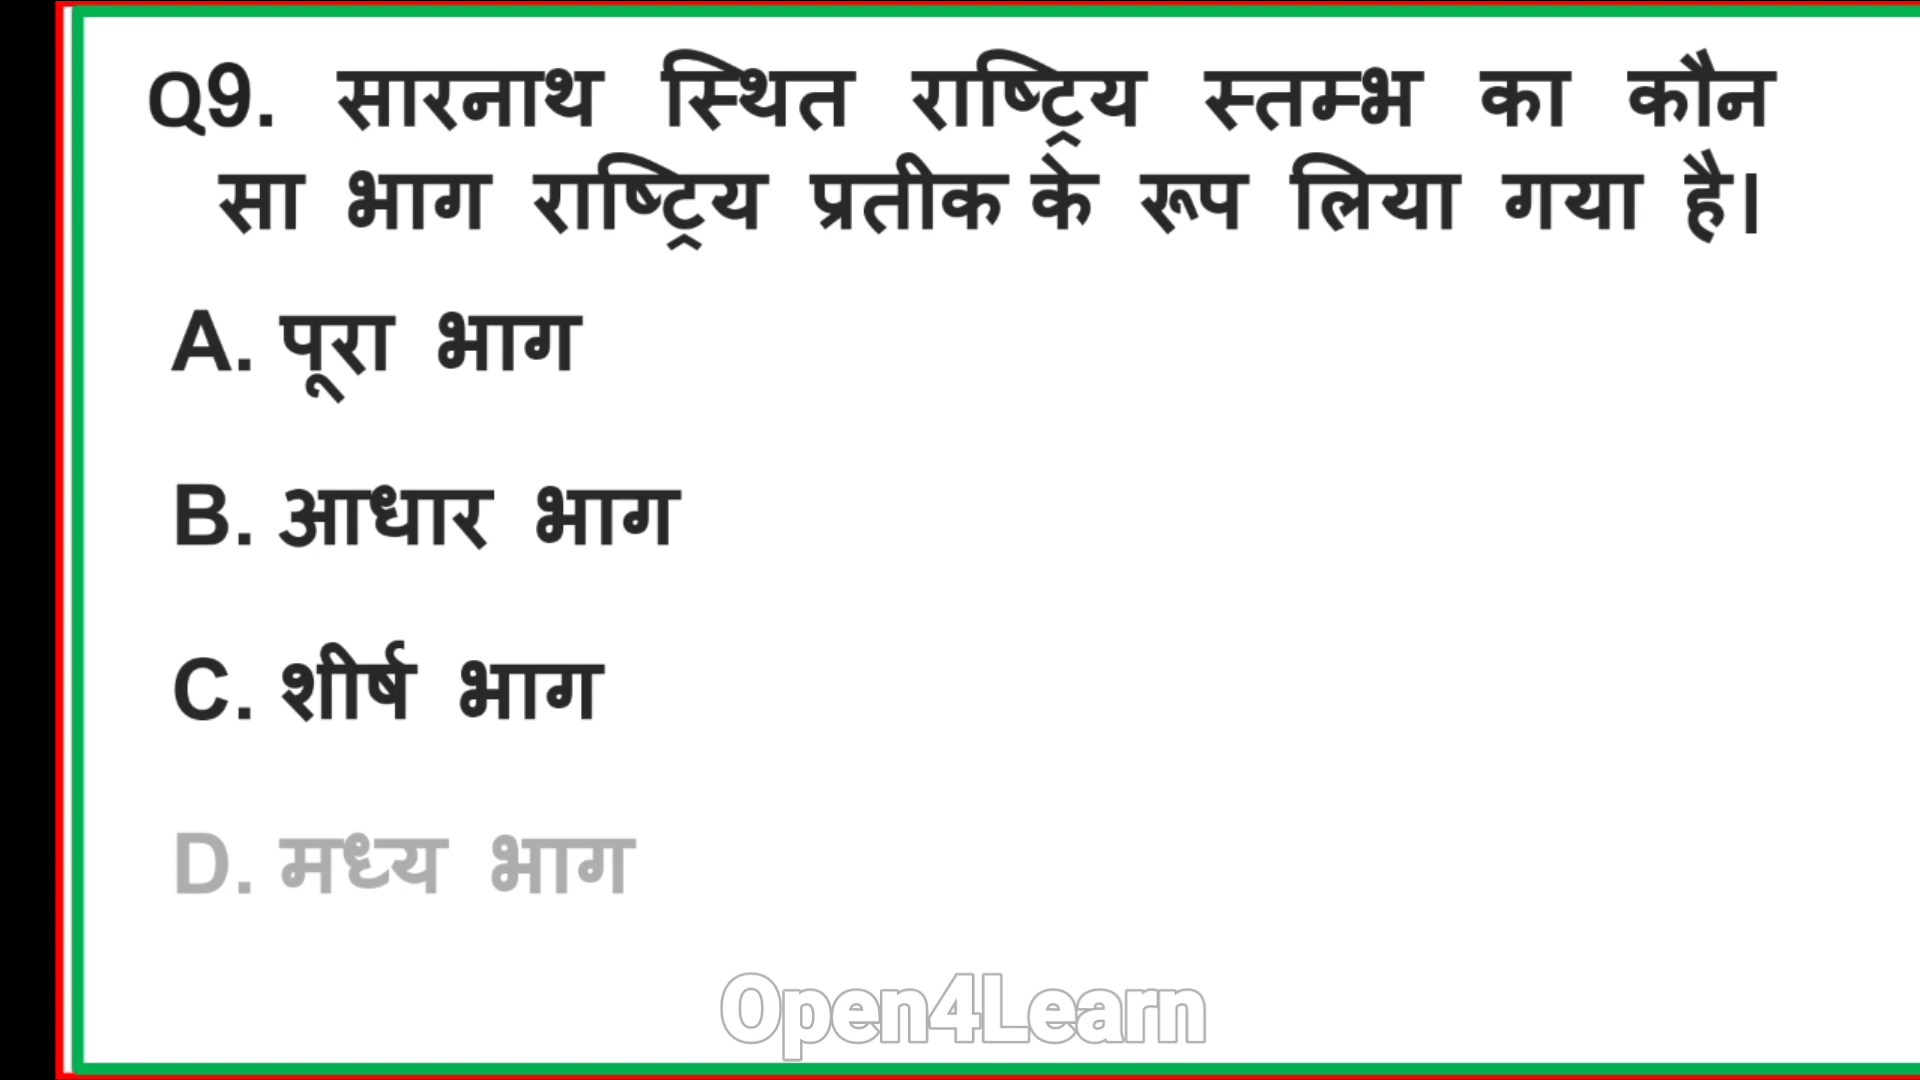 Q9. सारनाथ स्थित राष्ट्रिय स्तम्भ का कौन
सा भाग राष्ट्रिय प्रतीक के रूप लिया गया है।
A. पूरा भाग
B. आधार भाग
C. शीर्ष भाग
D. मध्य भाग
Open4Learn